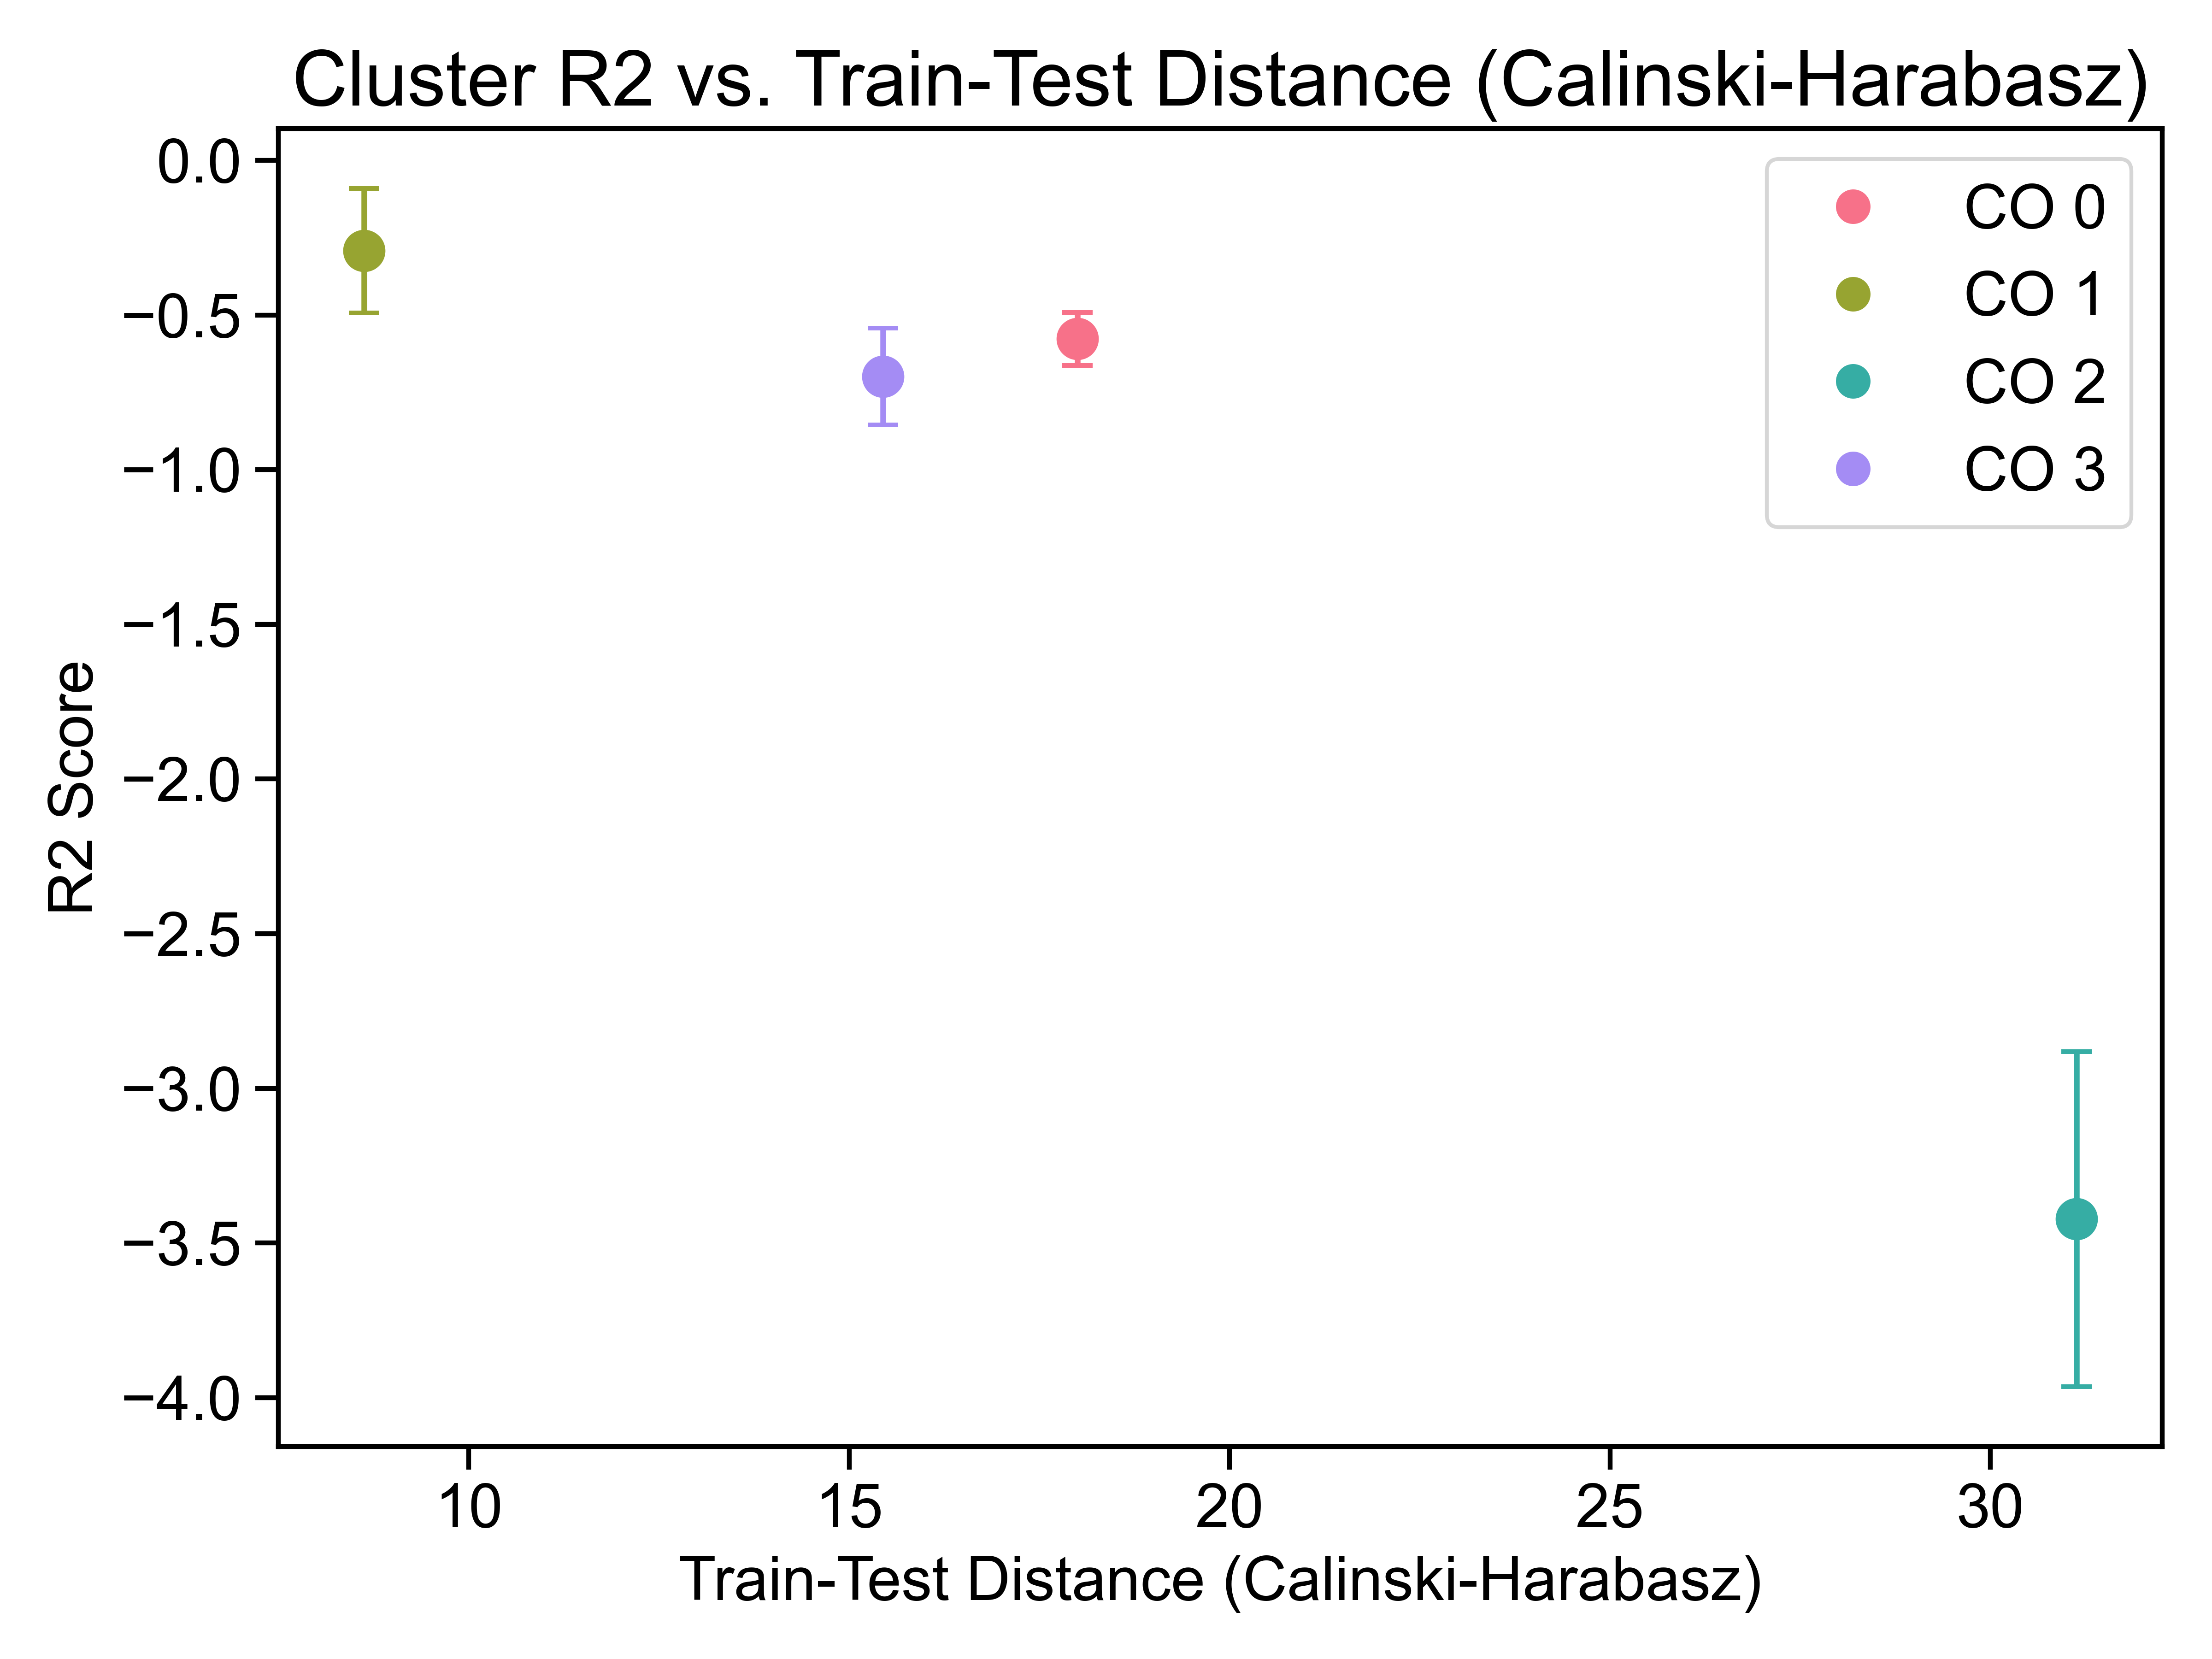 Cluster R2 vs. Train-Test Distance (Calinski-Harabasz)
0.0
−0.5
−1.0
−1.5
−2.0
−2.5
−3.0
−3.5
−4.0
R2 Score
CO 0
CO 1
CO 2
CO 3
10 15 20 25 30
Train-Test Distance (Calinski-Harabasz)